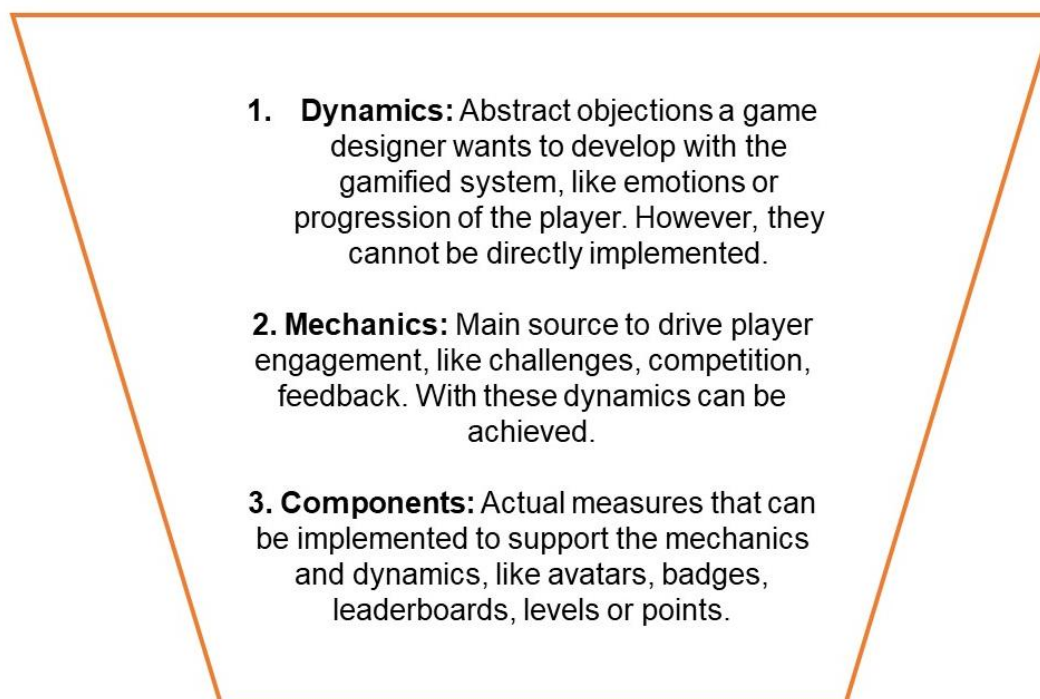 1. Dynamics: Abstract objections a game
designer wants to develop with the
gamified system, like emotions or
progression of the player. However, they
cannot be directly implemented.
2. Mechanics: Main source to drive player
engagement, like challenges, competition,
feedback. With these dynamics can be
achieved.
3. Components: Actual measures that can
be implemented to support the mechanics
and dynamics, like avatars, badges,
leaderboards, levels or points.